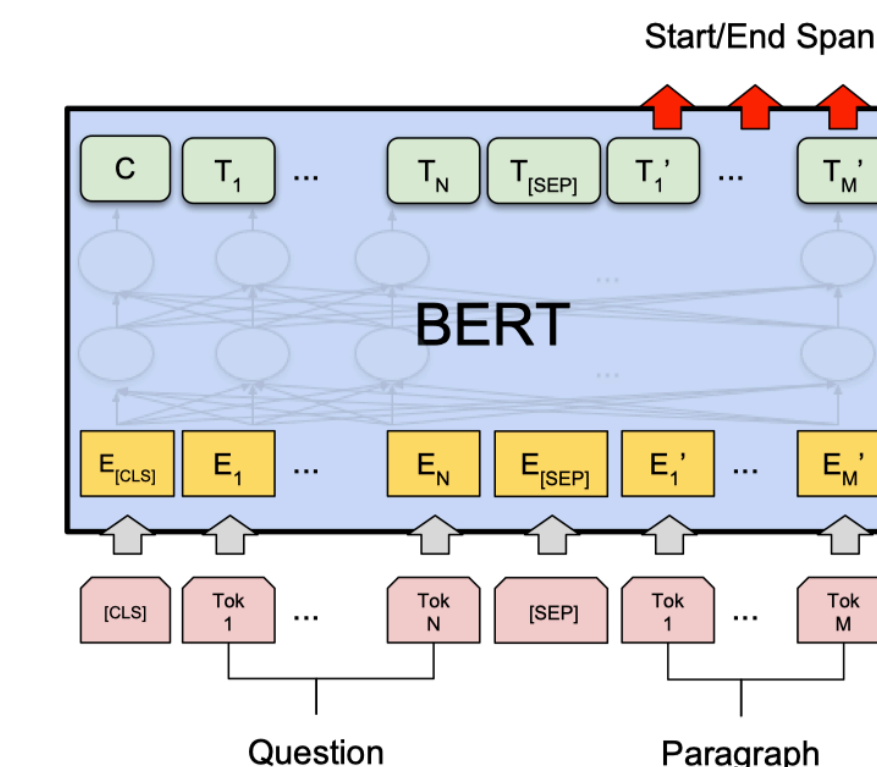 Start/End Span
C T1 ... TN T[SEP] T1’ ... TM’
...
BERT
...
E[CLS] E1 ... EN E[SEP] E1’ ... EM’
[CLS] Tok 1 ... Tok N [SEP] Tok 1 ... Tok M
Question Paragraph